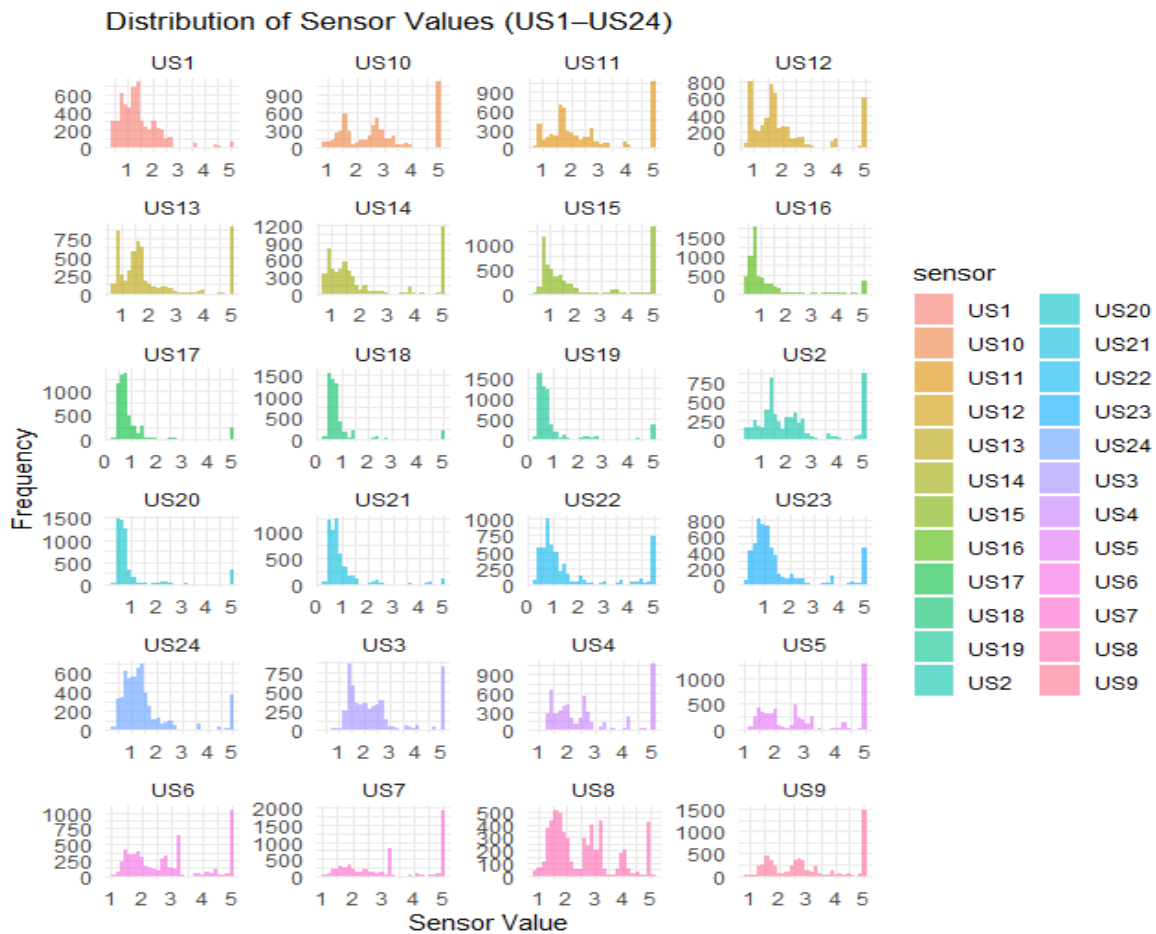 Distribution of Sensor Values (US1–US24)
US1 US10 US11 US12
600 400 200 0
900 600 300 0
900 600 300 0
800 600 400 200 0
1 2 3 4 5 1 2 3 4 5 1 2 3 4 5 1 2 3 4 5
US13 US14 US15 US16
750 500 250 0
1200 900 600 300 0
1000 500 0
1500 1000 500 0
1 2 3 4 5 1 2 3 4 5 1 2 3 4 5 1 2 3 4 5
US17 US18 US19 US2
1000 500 0
1500 1000 500 0
1500 1000 500 0
750 500 250 0
0 1 2 3 4 5 0 1 2 3 4 5 0 1 2 3 4 5 1 2 3 4 5
US20 US21 US22 US23
1500 1000 500 0
1000 500 0
1000 750 500 250 0
800 600 400 200 0
0 1 2 3 4 5 0 1 2 3 4 5 0 1 2 3 4 5 1 2 3 4 5
US24 US3 US4 US5
600 400 200 0
750 500 250 0
900 600 300 0
1000 500 0
1 2 3 4 5 1 2 3 4 5 1 2 3 4 5 1 2 3 4 5
US6 US7 US8 US9
1000 750 500 250 0
2000 1500 1000 500 0
500 400 300 200 100 0
1500 1000 500 0
1 2 3 4 5 1 2 3 4 5 1 2 3 4 5 1 2 3 4 5
Frequency
Sensor Value
sensor
US1 US20
US10 US21
US11 US22
US12 US23
US13 US24
US14 US3
US15 US4
US16 US5
US17 US6
US18 US7
US19 US8
US2 US9